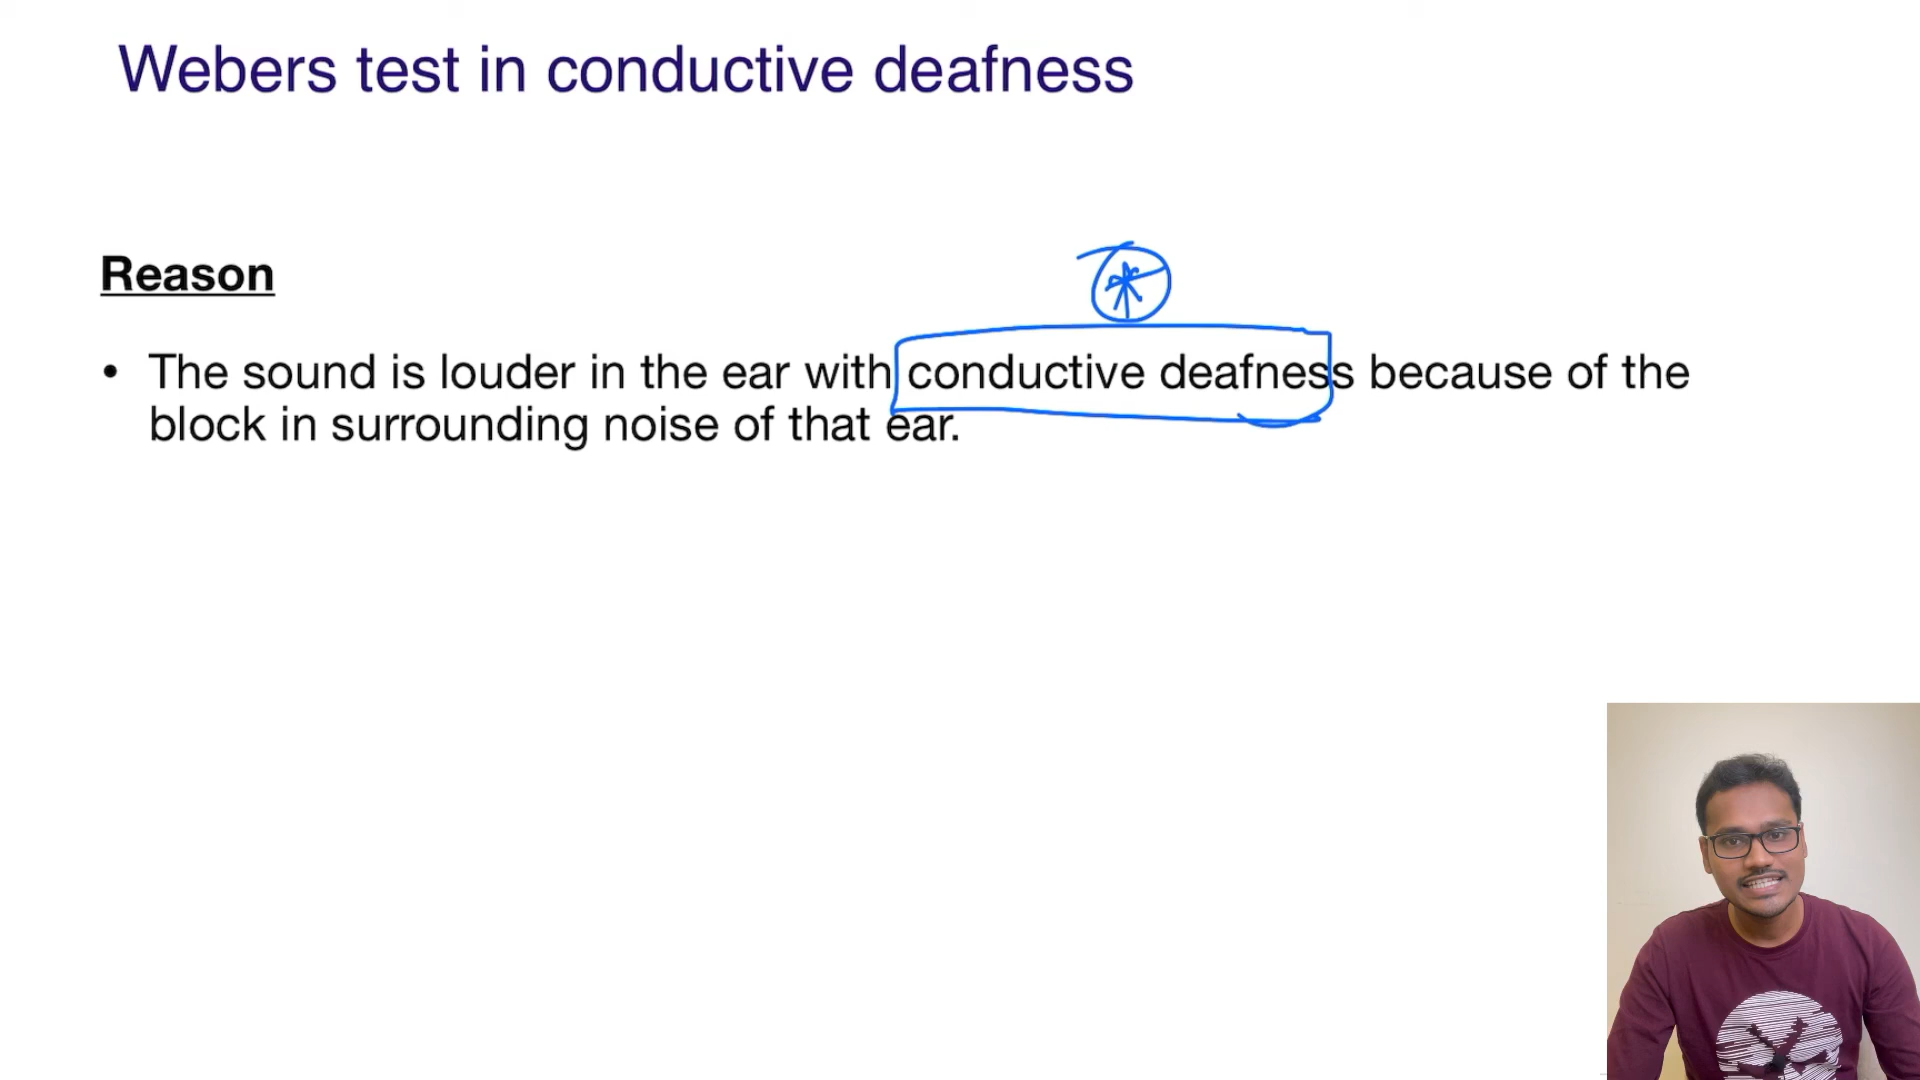 Webers test in conductive deafness
Reason
• The sound is louder in the ear with conductive deafness because of the
block in surrounding noise of that ear.